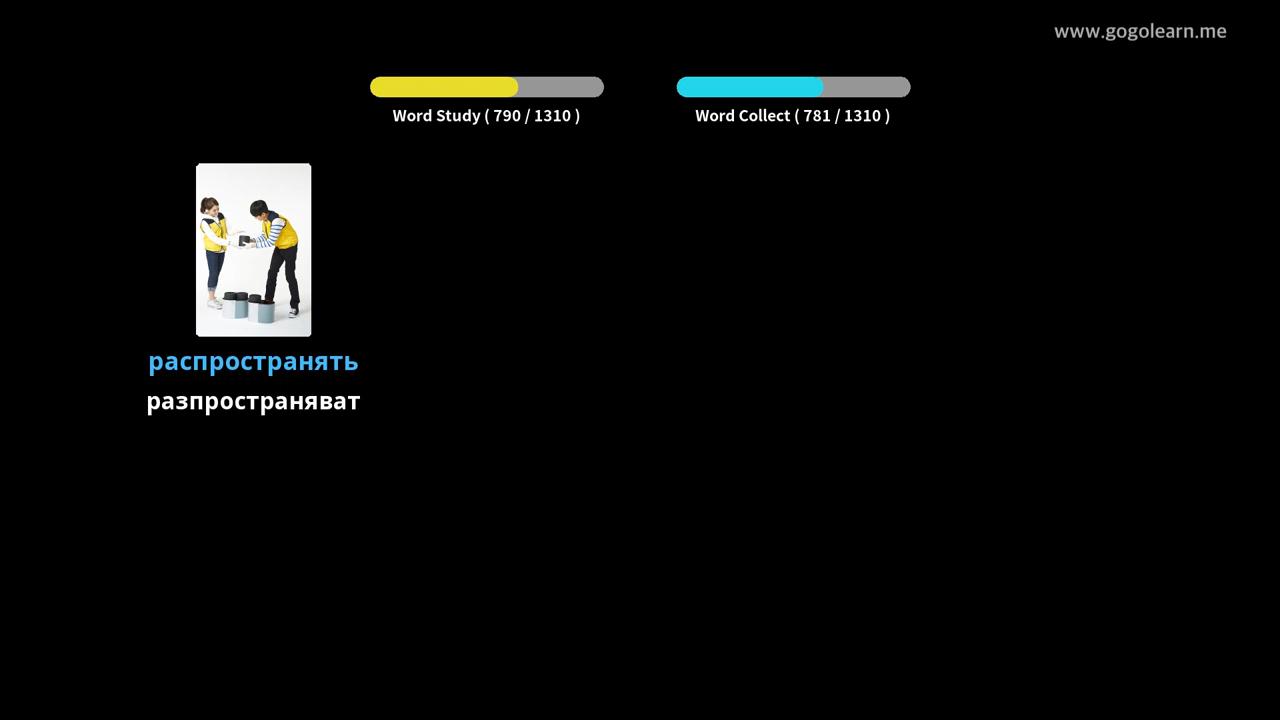 www.gogolearn.me
Word Study ( 790 / 1310 )
Word Collect ( 781 / 1310 )
распространять
разпространяват